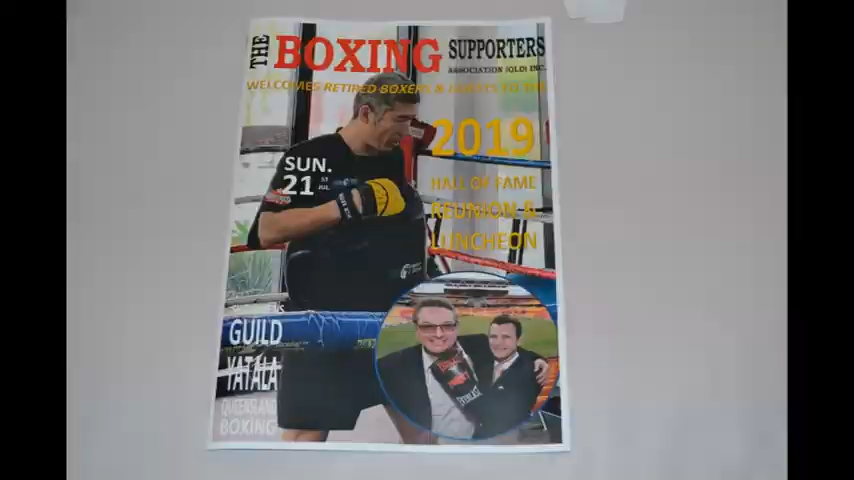 THE BOXING SUPPORTERS
ASSOCIATION (QLD) INC.
WELCOMES RETIRED BOXERS & GUESTS TO THE
2019
HALL OF FAME
REUNION &
LUNCHEON
SUN.
21ST
JUL.
GUILD
YATALA
QUEENSLAND
BOXING
EVERLAST